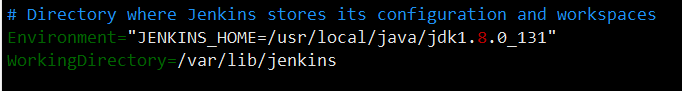 # Directory where Jenkins stores its configuration and workspaces
Environment="JENKINS_HOME=/usr/local/java/jdk1.8.0_131"
WorkingDirectory=/var/lib/jenkins